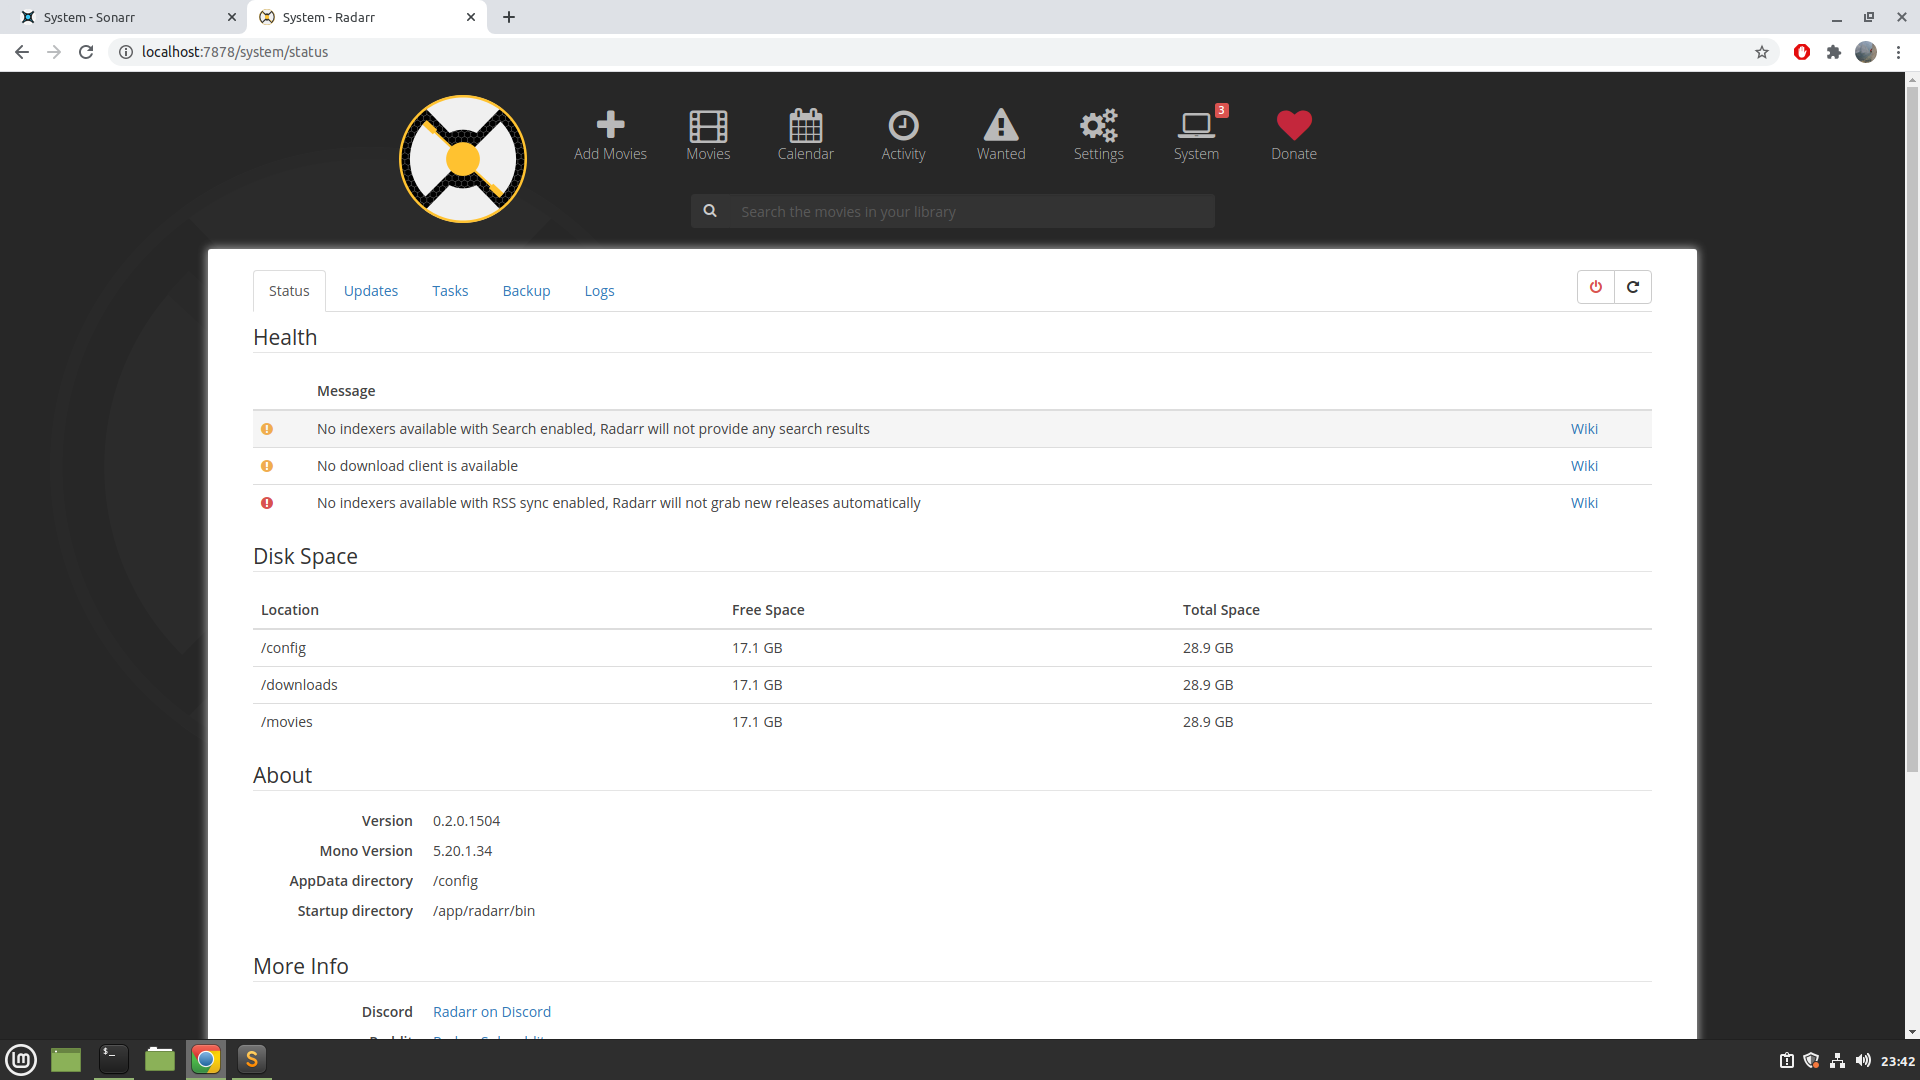 System - Sonarr
System - Radarr
localhost:7878/system/status
Add Movies
Movies
Calendar
Activity
Wanted
Settings
3
System
Donate
Search the movies in your library
Status
Updates
Tasks
Backup
Logs
Health
Message
No indexers available with Search enabled, Radarr will not provide any search results Wiki
No download client is available Wiki
No indexers available with RSS sync enabled, Radarr will not grab new releases automatically Wiki
Disk Space
Location Free Space Total Space
/config 17.1 GB 28.9 GB
/downloads 17.1 GB 28.9 GB
/movies 17.1 GB 28.9 GB
About
Version 0.2.0.1504
Mono Version 5.20.1.34
AppData directory /config
Startup directory /app/radarr/bin
More Info
Discord Radarr on Discord
23:42